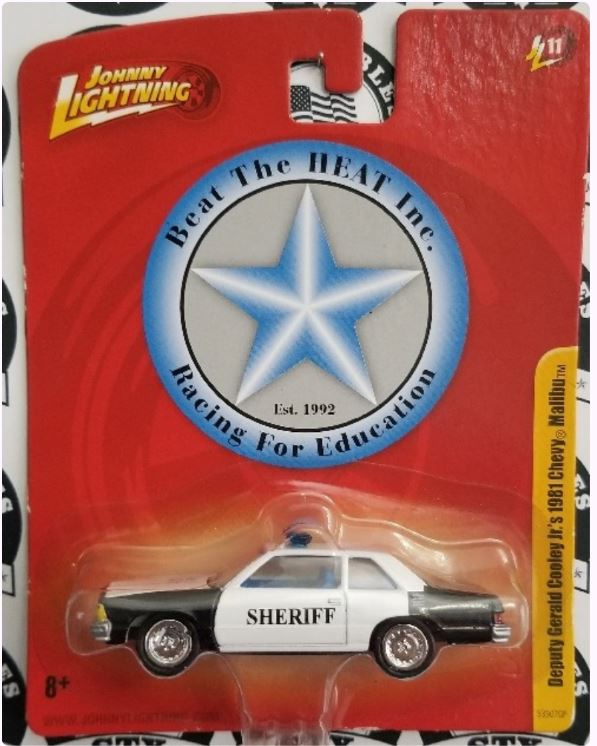 JOHNNY
LIGHTNING
JL 11
Beat The HEAT Inc.
Est. 1992
Racing For Education
Deputy Gerald Cooley Jr.'s 1981 Chevy® Malibu™
SHERIFF
8+
WWW.JOHNNYLIGHTNING.COM